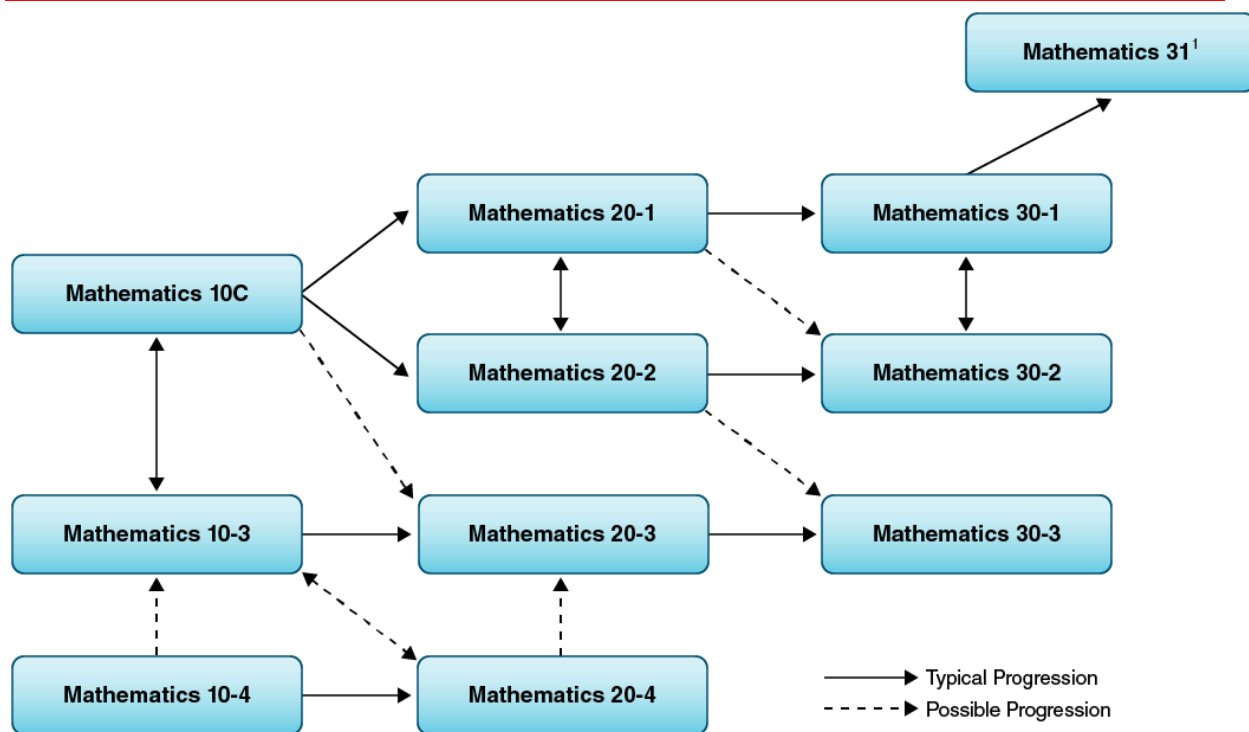 Mathematics 31¹
Mathematics 20-1
Mathematics 30-1
Mathematics 10C
Mathematics 20-2
Mathematics 30-2
Mathematics 10-3
Mathematics 20-3
Mathematics 30-3
Mathematics 10-4
Mathematics 20-4
Typical Progression
Possible Progression